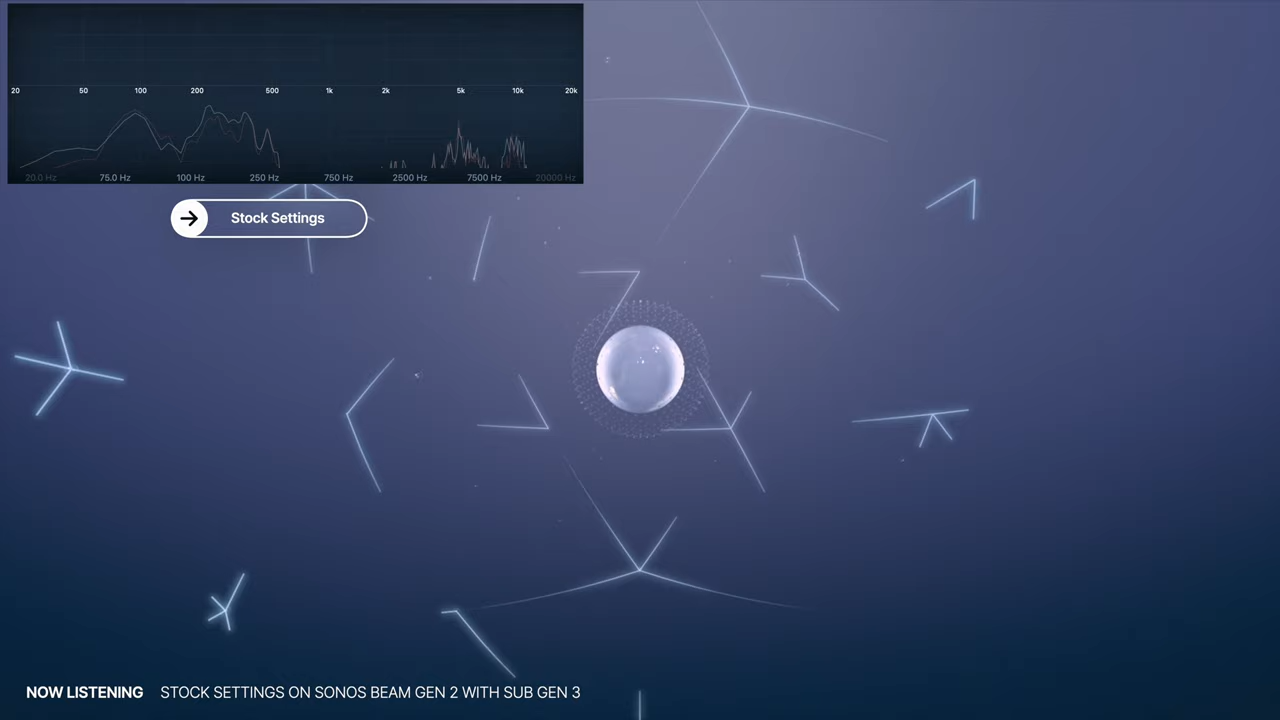 20 50 100 200 500 1k 2k 5k 10k 20k
20.0 Hz 75.0 Hz 100 Hz 250 Hz 750 Hz 2500 Hz 7500 Hz 20000 Hz
Stock Settings
NOW LISTENING STOCK SETTINGS ON SONOS BEAM GEN 2 WITH SUB GEN 3